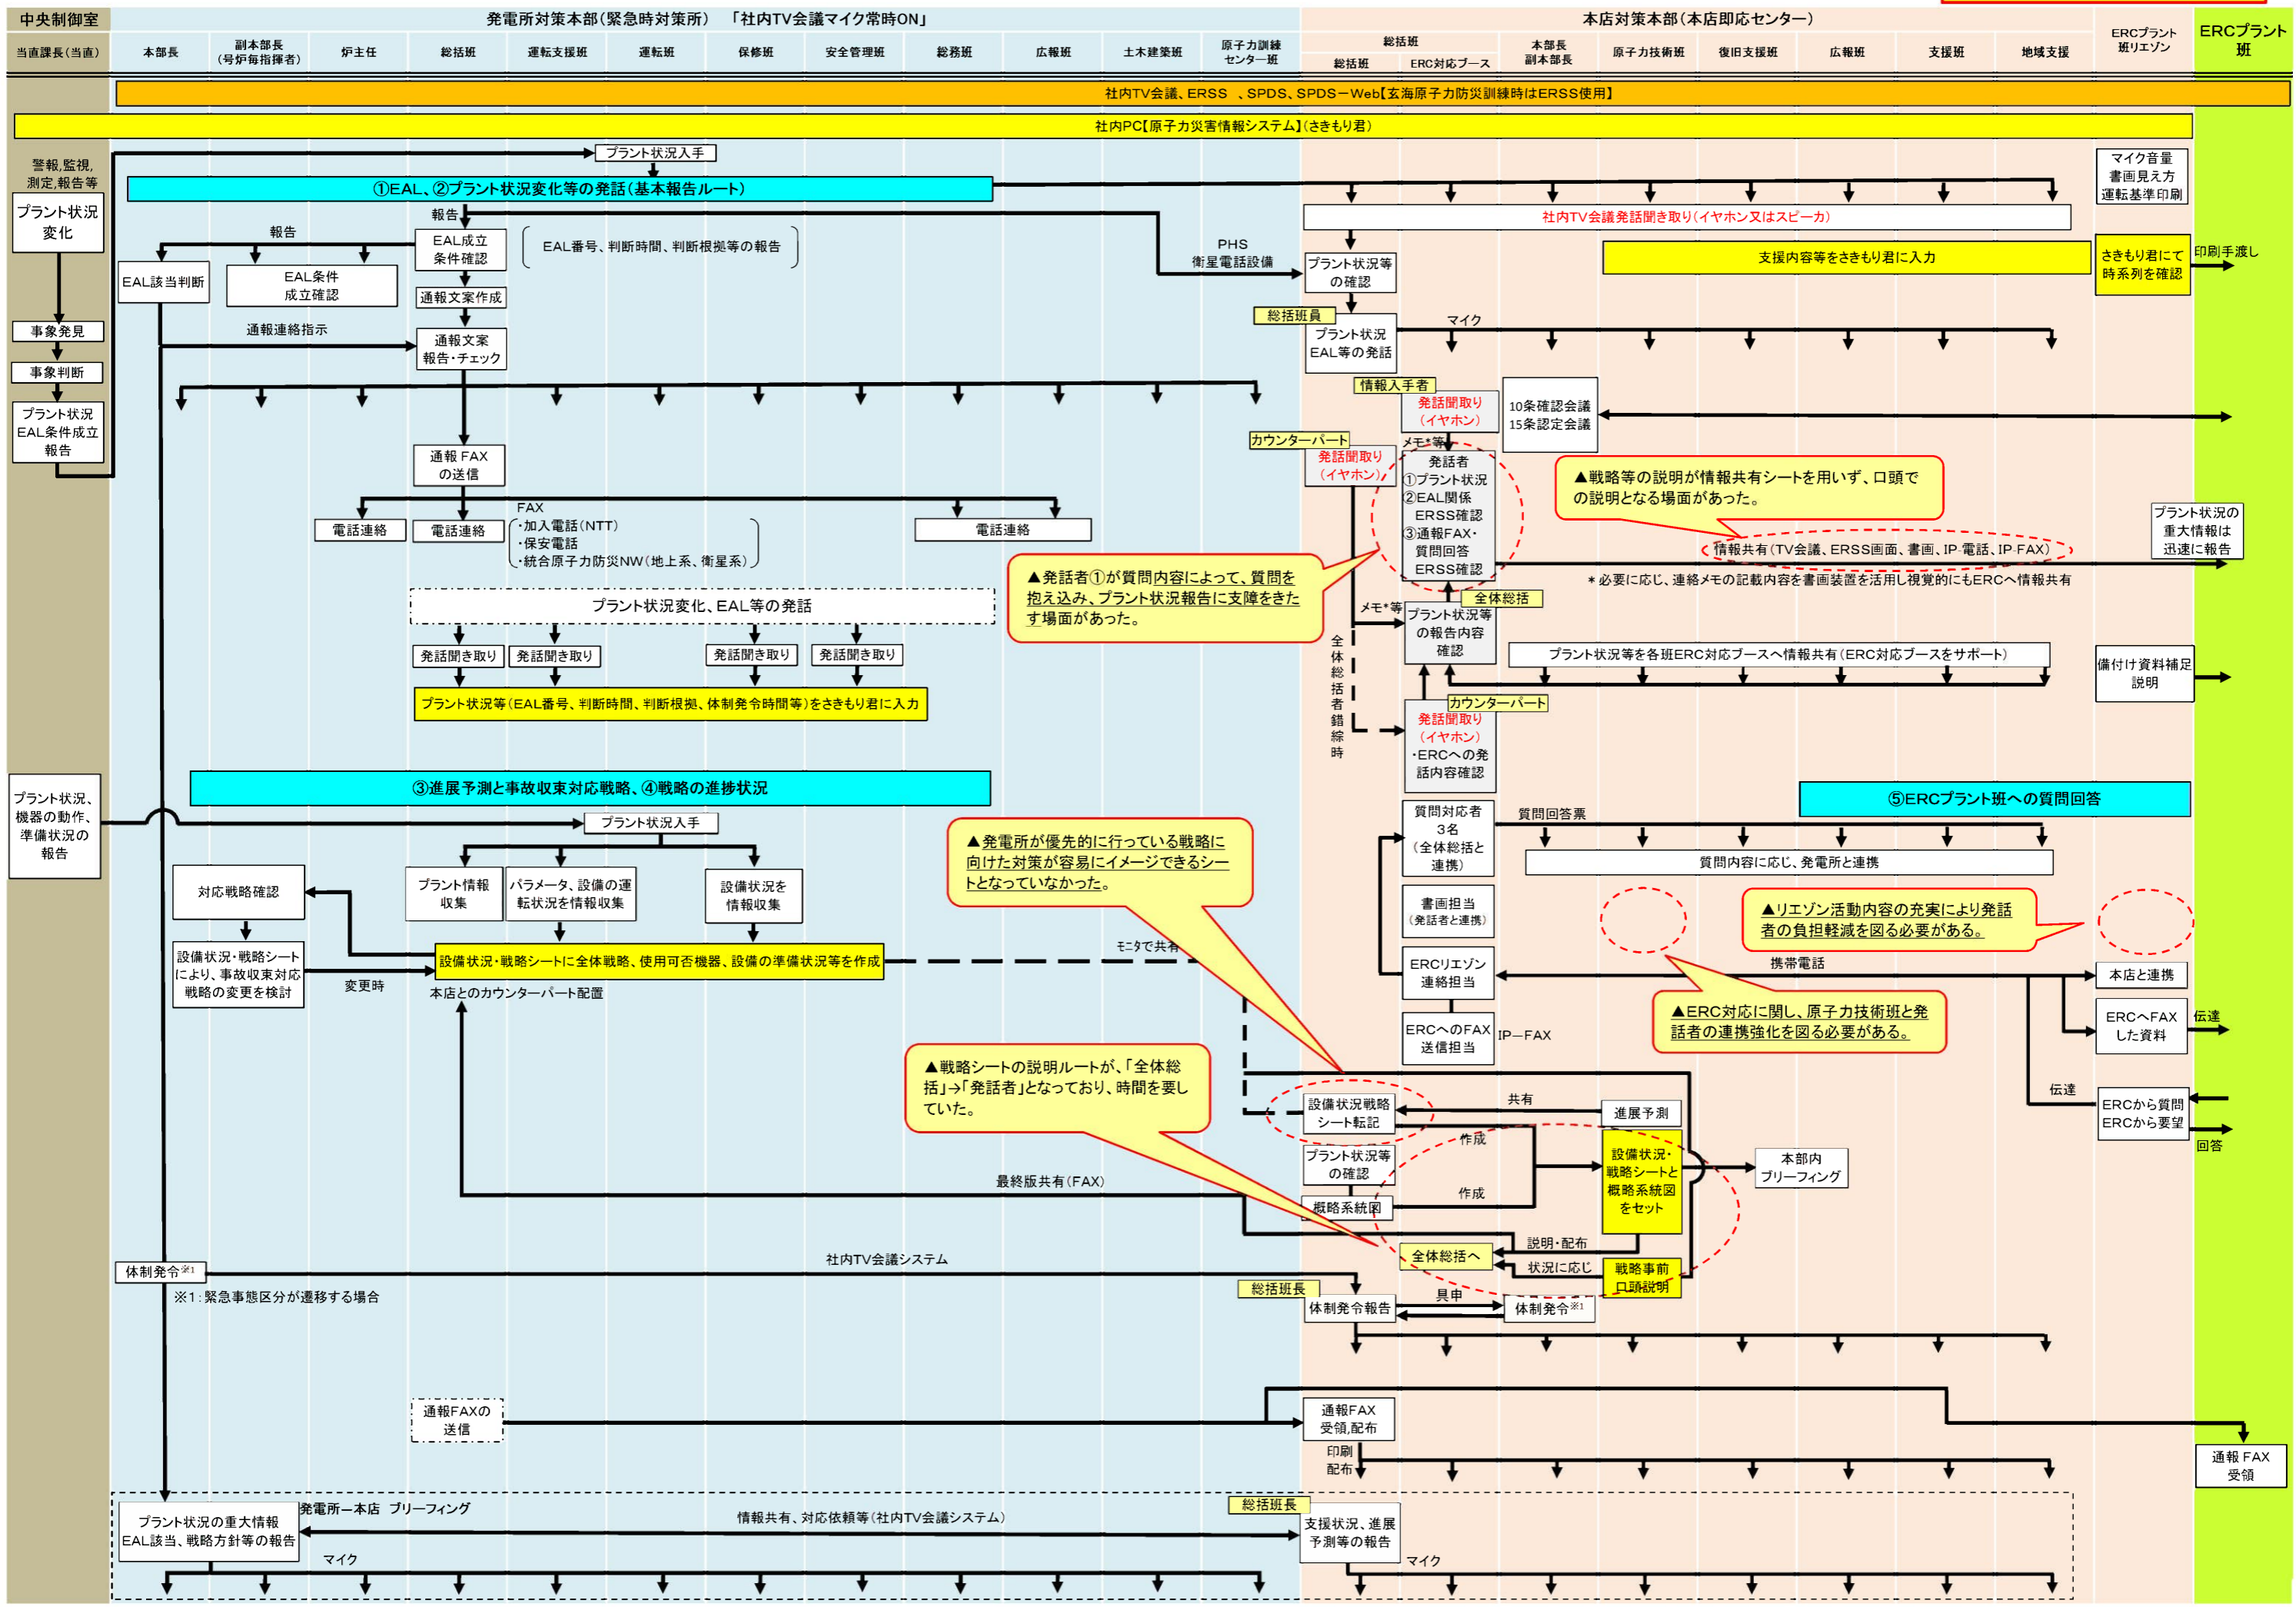 中央制御室
発電所対策本部(緊急時対策所) 「社内TV会議マイク常時ON」
本店対策本部(本店即応センター)
ERCプラント
班リエゾン
ERCプラント
班
当直課長(当直)
本部長
副本部長
(号炉毎指揮者)
炉主任
総括班
運転支援班
運転班
保修班
安全管理班
総務班
広報班
土木建築班
原子力訓練
センター班
総括班
総括班
ERC対応ブース
本部長
副本部長
原子力技術班
復旧支援班
広報班
支援班
地域支援
社内TV会議、ERSS 、SPDS、SPDS-Web【玄海原子力防災訓練時はERSS使用】
社内PC【原子力災害情報システム】(さきもり君)
警報,監視,
測定,報告等
プラント状況
変化
事象発見
事象判断
プラント状況
EAL条件成立
報告
プラント状況入手
①EAL、②プラント状況変化等の発話(基本報告ルート)
報告
報告
EAL成立
条件確認
EAL番号、判断時間、判断根拠等の報告
EAL該当判断
EAL条件
成立確認
通報文案作成
通報連絡指示
通報文案
報告・チェック
PHS
衛星電話設備
社内TV会議発話聞き取り(イヤホン又はスピーカ)
マイク音量
書画見え方
運転基準印刷
プラント状況等
の確認
支援内容等をさきもり君に入力
さきもり君にて
時系列を確認
印刷手渡し
総括班員
プラント状況
EAL等の発話
マイク
情報入手者
発話聞取り
(イヤホン)
10条確認会議
15条認定会議
カウンターパート
発話聞取り
(イヤホン)
メモ*等
発話者
①プラント状況
②EAL関係
ERSS確認
③通報FAX・
質問回答
ERSS確認
▲戦略等の説明が情報共有シートを用いず、口頭で
の説明となる場面があった。
プラント状況の
重大情報は
迅速に報告
情報共有(TV会議、ERSS画面、書画、IP-電話、IP-FAX)
*必要に応じ、連絡メモの記載内容を書画装置を活用し視覚的にもERCへ情報共有
通報 FAX
の送信
電話連絡
電話連絡
電話連絡
FAX
・加入電話(NTT)
・保安電話
・統合原子力防災NW(地上系、衛星系)
▲発話者①が質問内容によって、質問を
抱え込み、プラント状況報告に支障をきた
す場面があった。
プラント状況変化、EAL等の発話
発話聞き取り
発話聞き取り
発話聞き取り
発話聞き取り
プラント状況等(EAL番号、判断時間、判断根拠、体制発令時間等)をさきもり君に入力
全体総括
メモ*等
プラント状況等
の報告内容
確認
全体総括者錯綜時
プラント状況等を各班ERC対応ブースへ情報共有(ERC対応ブースをサポート)
備付け資料補足
説明
カウンターパート
発話聞取り
(イヤホン)
・ERCへの発
話内容確認
プラント状況、
機器の動作、
準備状況の
報告
③進展予測と事故収束対応戦略、④戦略の進捗状況
⑤ERCプラント班への質問回答
プラント状況入手
対応戦略確認
プラント情報
収集
パラメータ、設備の運
転状況を情報収集
設備状況を
情報収集
設備状況・戦略シート
により、事故収束対応
戦略の変更を検討
変更時
設備状況・戦略シートに全体戦略、使用可否機器、設備の準備状況等を作成
モニタで共有
本店とのカウンターパート配置
▲発電所が優先的に行っている戦略に
向けた対策が容易にイメージできるシー
トとなっていなかった。
質問対応者
3名
(全体総括と
連携)
質問回答票
質問内容に応じ、発電所と連携
書画担当
(発話者と連携)
▲リエゾン活動内容の充実により発話
者の負担軽減を図る必要がある。
ERCリエゾン
連絡担当
携帯電話
本店と連携
▲ERC対応に関し、原子力技術班と発
話者の連携強化を図る必要がある。
ERCへのFAX
送信担当
IP-FAX
ERCへFAX
した資料
伝達
▲戦略シートの説明ルートが、「全体総
括」→「発話者」となっており、時間を要し
ていた。
設備状況戦略
シート転記
共有
進展予測
伝達
ERCから質問
ERCから要望
回答
作成
プラント状況等
の確認
設備状況・
戦略シートと
概略系統図
をセット
本部内
ブリーフィング
最終版共有(FAX)
概略系統図
作成
説明・配布
全体総括へ
状況に応じ
戦略事前
口頭説明
体制発令※1
社内TV会議システム
※1:緊急事態区分が遷移する場合
総括班長
体制発令報告
具申
体制発令※1
通報FAXの
送信
通報FAX
受領,配布
印刷
配布
通報 FAX
受領
発電所ー本店 ブリーフィング
プラント状況の重大情報
EAL該当、戦略方針等の報告
マイク
情報共有、対応依頼等(社内TV会議システム)
総括班長
支援状況、進展
予測等の報告
マイク